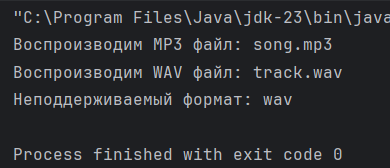 "C:\Program Files\Java\jdk-23\bin\java
Воспроизводим MP3 файл: song.mp3
Воспроизводим WAV файл: track.wav
Неподдерживаемый формат: wav
Process finished with exit code 0